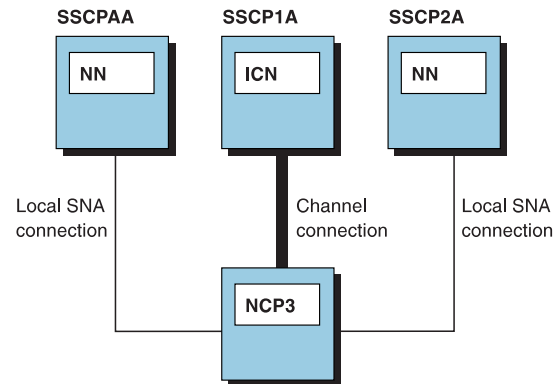 SSCPAA
SSCP1A
SSCP2A
NN
ICN
NN
Local SNA
connection
Channel
connection
Local SNA
connection
NCP3